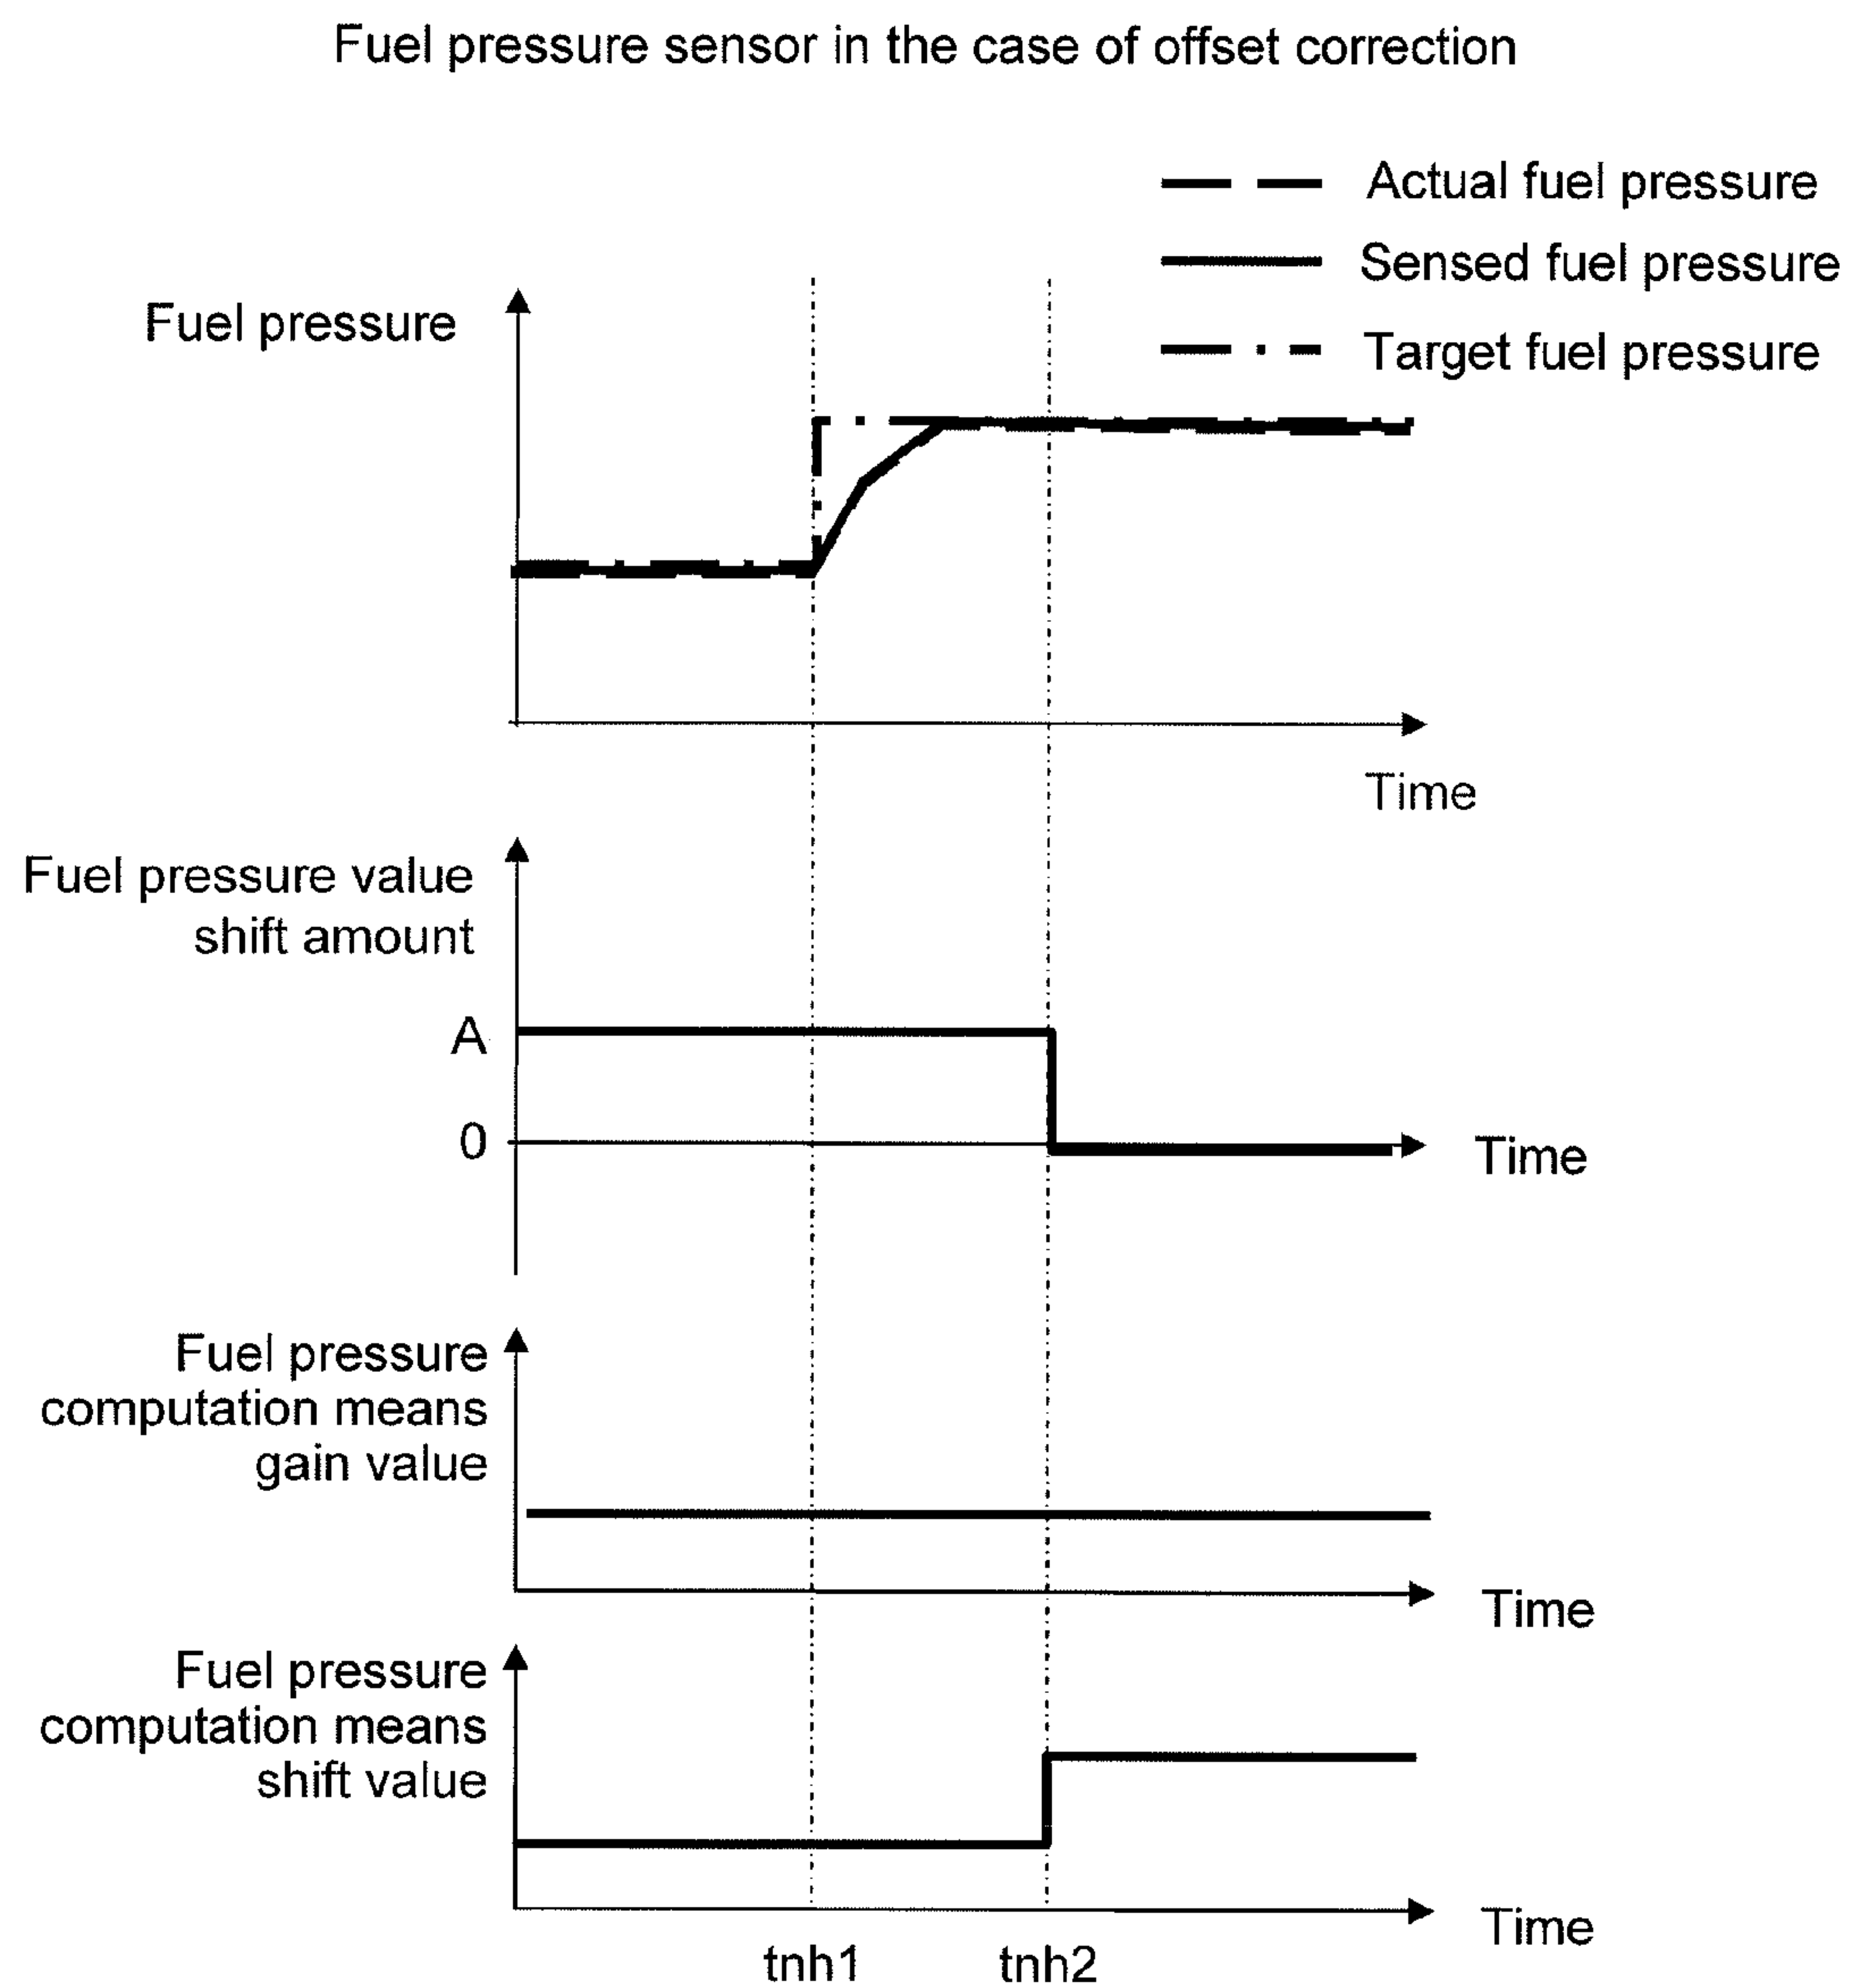 Fuel pressure sensor in the case of offset correction
Actual fuel pressure
Sensed fuel pressure
Target fuel pressure
Fuel pressure
Time
Fuel pressure value
shift amount
A
0
Time
Fuel pressure
computation means
gain value
Time
Fuel pressure
computation means
shift value
Time
tnh1
tnh2